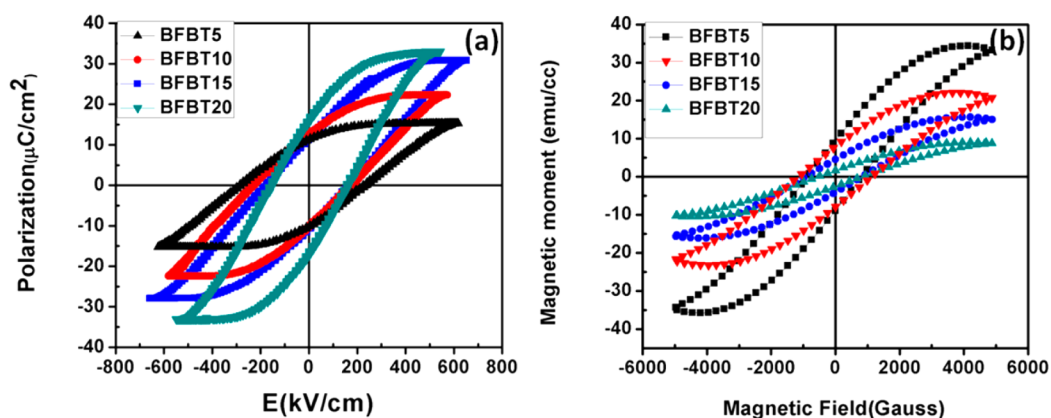 (a)
BFBT5
BFBT10
BFBT15
BFBT20
Polarization(μC/cm²)
40
30
20
10
0
-10
-20
-30
-40
-800 -600 -400 -200 0 200 400 600 800
E(kV/cm)
(b)
BFBT5
BFBT10
BFBT15
BFBT20
Magnetic moment (emu/cc)
40
30
20
10
0
-10
-20
-30
-40
-6000 -4000 -2000 0 2000 4000 6000
Magnetic Field(Gauss)